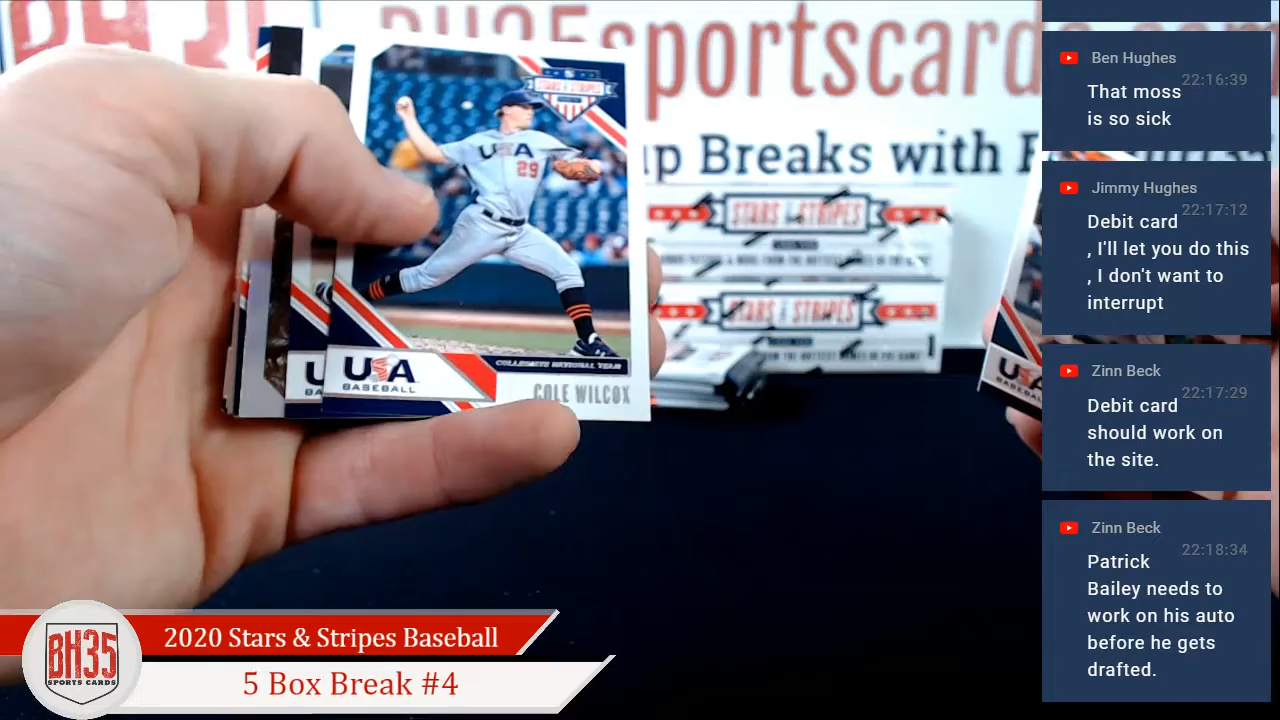 BH35sportscards.
up Breaks with
STARS & STRIPES
USA
29
STARS & STRIPES
STARS & STRIPES
USA
BASEBALL
COLLEGIATE NATIONAL TEAM
COLE WILCOX
USA
BASEBALL
Ben Hughes
22:16:39
That moss
is so sick
Jimmy Hughes
22:17:12
Debit card
, I'll let you do this
, I don't want to
interrupt
Zinn Beck
22:17:29
Debit card
should work on
the site.
Zinn Beck
22:18:34
Patrick
Bailey needs to
work on his auto
before he gets
drafted.
BH35
SPORTS CARDS
2020 Stars & Stripes Baseball
5 Box Break #4